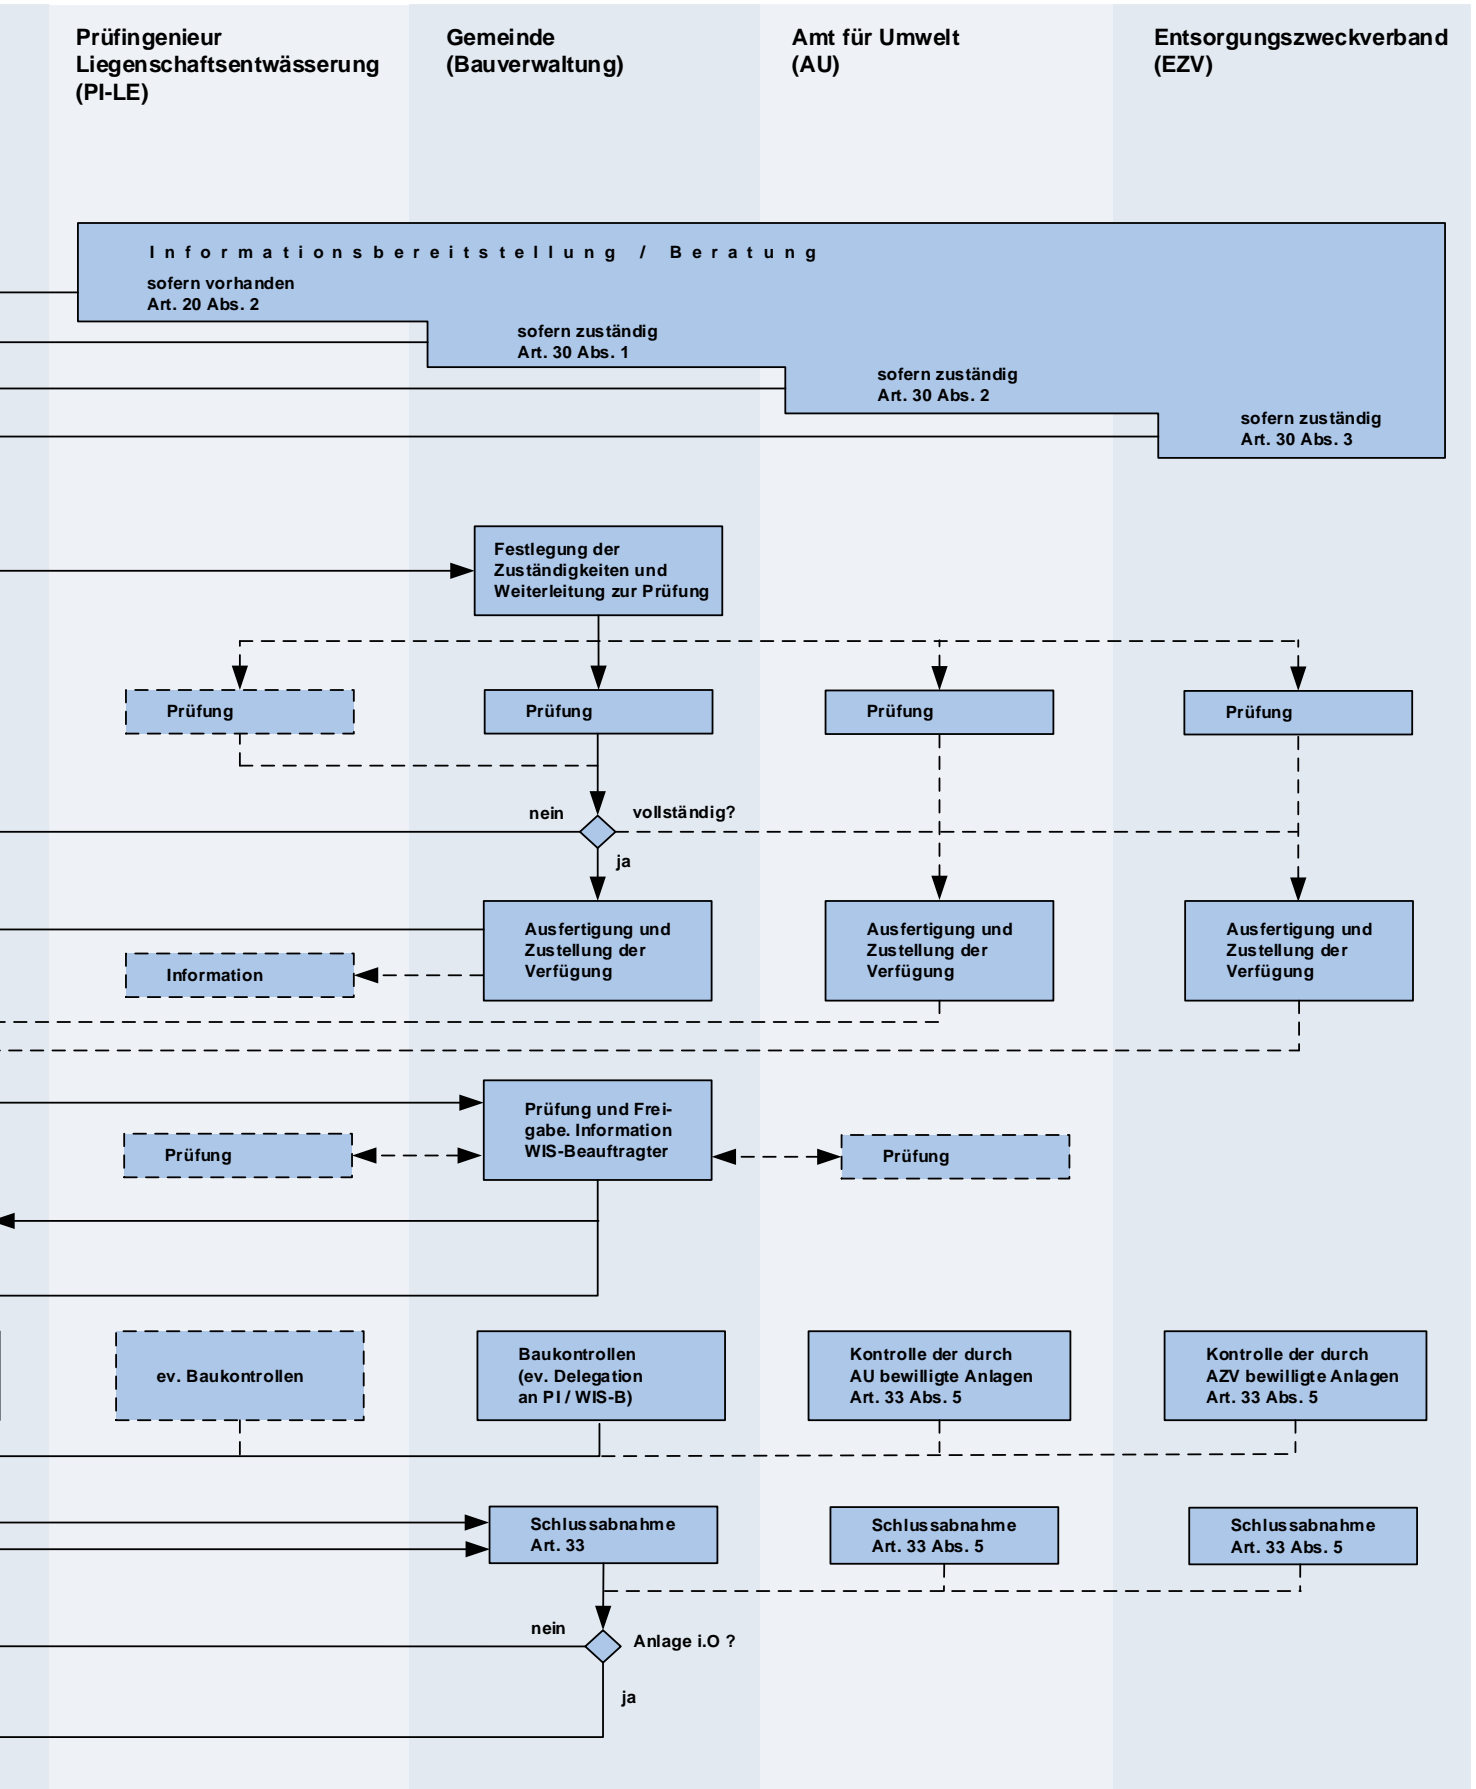 Prüfingenieur
Liegenschaftsentwässerung
(PI-LE)
Gemeinde
(Bauverwaltung)
Amt für Umwelt
(AU)
Entsorgungszweckverband
(EZV)
Informationsbereitstellung / Beratung
sofern vorhanden
Art. 20 Abs. 2
sofern zuständig
Art. 30 Abs. 1
sofern zuständig
Art. 30 Abs. 2
sofern zuständig
Art. 30 Abs. 3
Festlegung der
Zuständigkeiten und
Weiterleitung zur Prüfung
Prüfung
Prüfung
Prüfung
Prüfung
nein
vollständig?
ja
Ausfertigung und
Zustellung der
Verfügung
Ausfertigung und
Zustellung der
Verfügung
Ausfertigung und
Zustellung der
Verfügung
Information
Prüfung und Frei-
gabe. Information
WIS-Beauftragter
Prüfung
Prüfung
ev. Baukontrollen
Baukontrollen
(ev. Delegation
an PI / WIS-B)
Kontrolle der durch
AU bewilligte Anlagen
Art. 33 Abs. 5
Kontrolle der durch
AZV bewilligte Anlagen
Art. 33 Abs. 5
Schlussabnahme
Art. 33
Schlussabnahme
Art. 33 Abs. 5
Schlussabnahme
Art. 33 Abs. 5
nein
Anlage i.O ?
ja